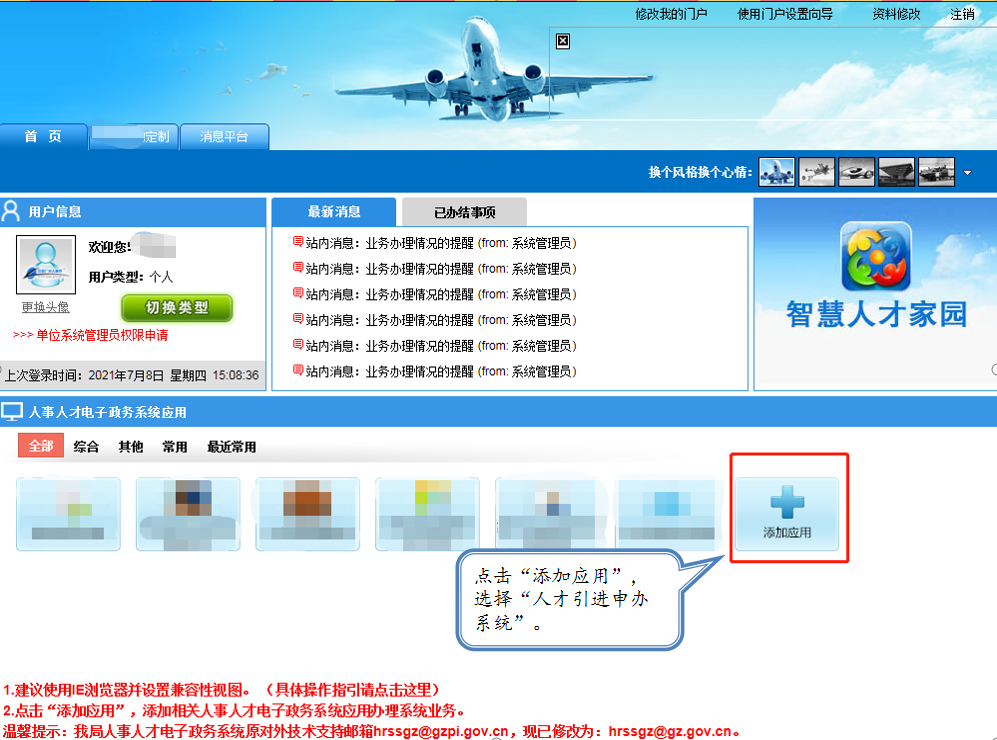 修改我的门户 使用门户设置向导 资料修改 注销
首 页 定制 消息平台
换个风格换个心情:
用户信息
最新消息 已办结事项
欢迎您!
用户类型: 个人
更换头像
切换类型
>>> 单位系统管理员权限申请
上次登录时间: 2021年7月8日 星期四 15:08:36
站内消息: 业务办理情况的提醒 (from: 系统管理员)
站内消息: 业务办理情况的提醒 (from: 系统管理员)
站内消息: 业务办理情况的提醒 (from: 系统管理员)
站内消息: 业务办理情况的提醒 (from: 系统管理员)
站内消息: 业务办理情况的提醒 (from: 系统管理员)
站内消息: 业务办理情况的提醒 (from: 系统管理员)
智慧人才家园
人事人才电子政务系统应用
全部 综合 其他 常用 最近常用
添加应用
点击“添加应用”，
选择“人才引进申办
系统”。
1.建议使用IE浏览器并设置兼容性视图。（具体操作指引请点击这里）
2.点击“添加应用”，添加相关人事人才电子政务系统应用办理系统业务。
温馨提示：我局人事人才电子政务系统原对外技术支持邮箱hrssgz@gzpi.gov.cn，现已修改为：hrssgz@gz.gov.cn。